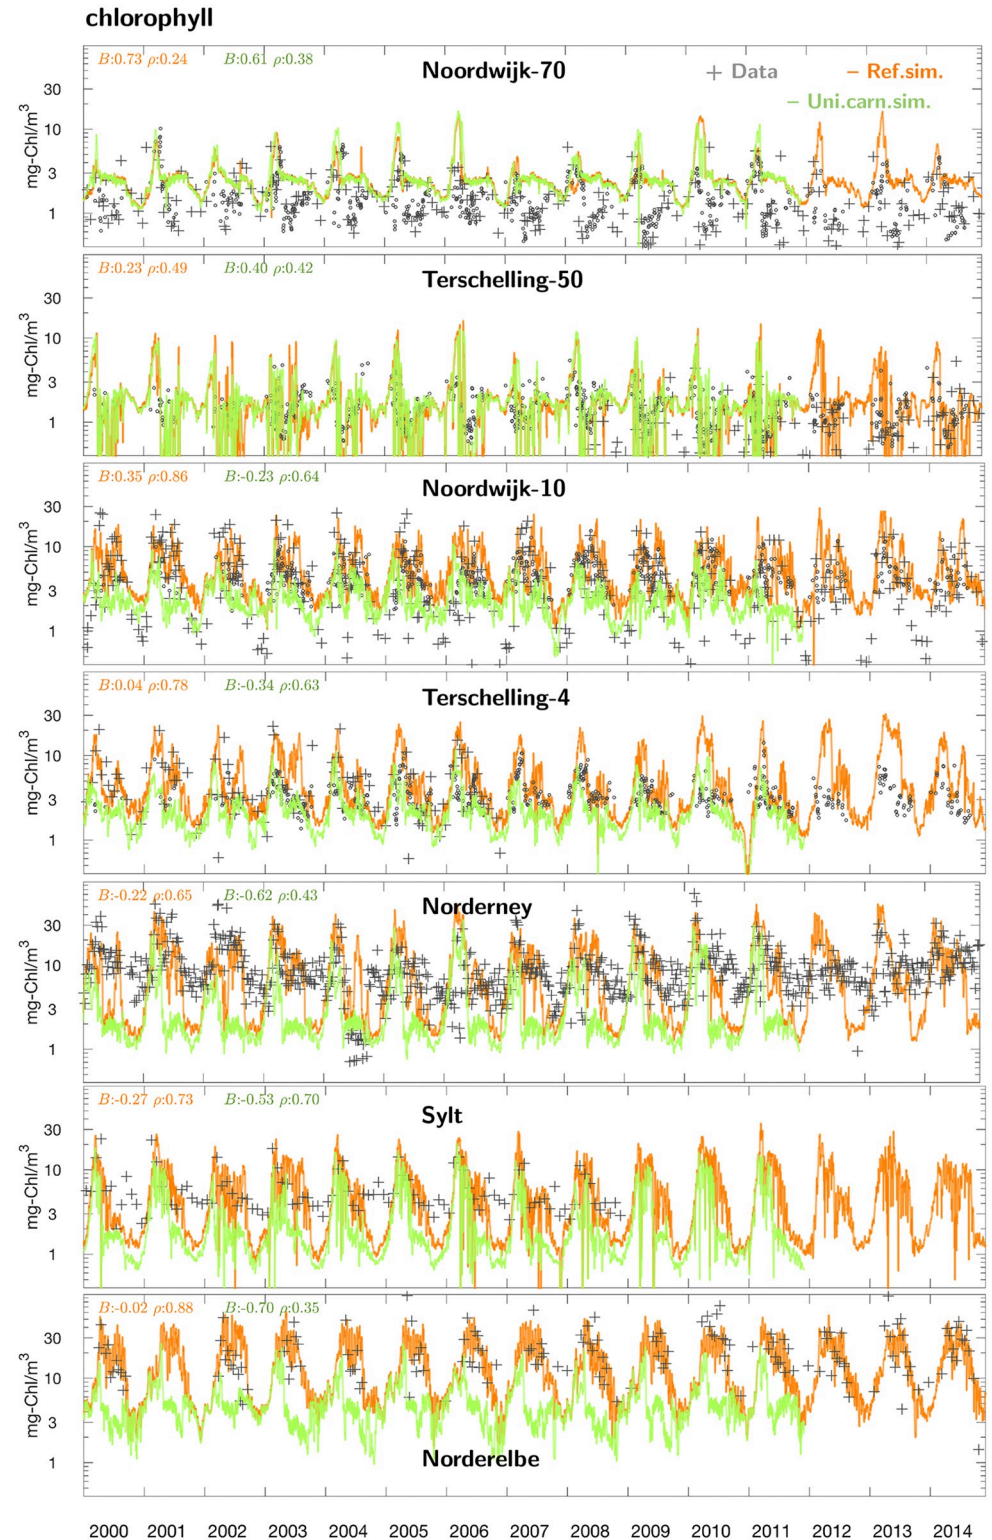 chlorophyll
B:0.73 ρ:0.24 B:0.61 ρ:0.38
Noordwijk-70
+ Data – Ref.sim.
– Uni.carn.sim.
mg-Chl/m³
30
10
3
1
B:0.23 ρ:0.49 B:0.40 ρ:0.42
Terschelling-50
mg-Chl/m³
30
10
3
1
B:0.35 ρ:0.86 B:-0.23 ρ:0.64
Noordwijk-10
mg-Chl/m³
30
10
3
1
B:0.04 ρ:0.78 B:-0.34 ρ:0.63
Terschelling-4
mg-Chl/m³
30
10
3
1
B:-0.22 ρ:0.65 B:-0.62 ρ:0.43
Norderney
mg-Chl/m³
30
10
3
1
B:-0.27 ρ:0.73 B:-0.53 ρ:0.70
Sylt
mg-Chl/m³
30
10
3
1
B:-0.02 ρ:0.88 B:-0.70 ρ:0.35
mg-Chl/m³
30
10
3
1
Norderelbe
2000 2001 2002 2003 2004 2005 2006 2007 2008 2009 2010 2011 2012 2013 2014